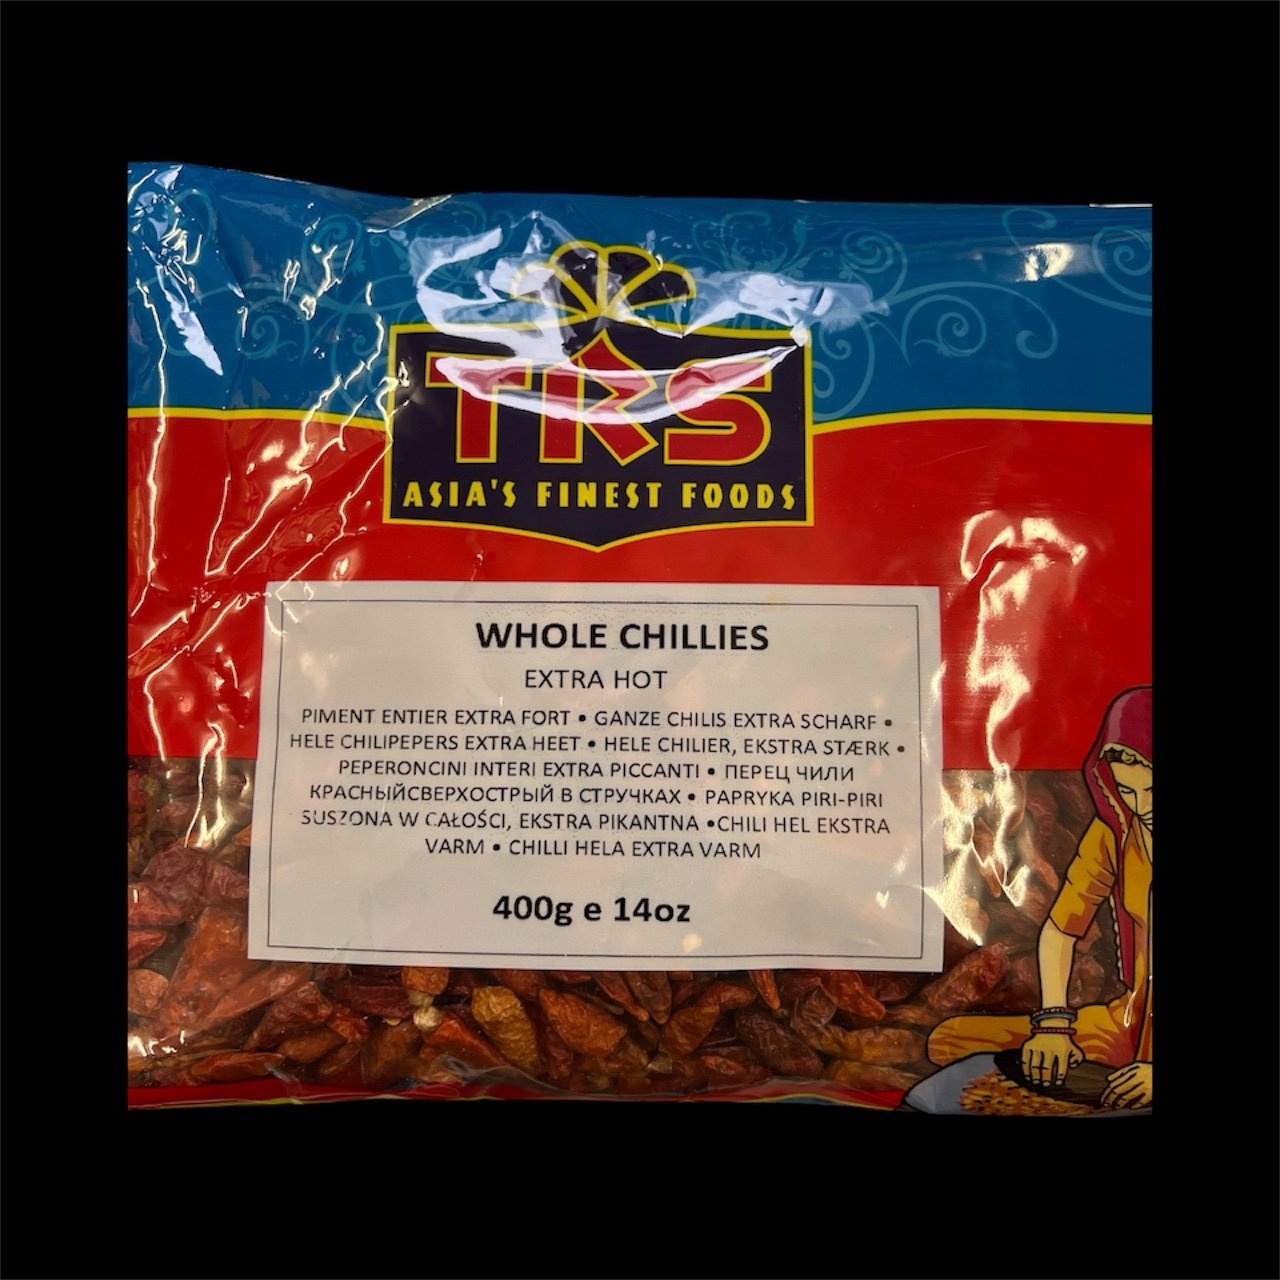 TRS
ASIA'S FINEST FOODS
WHOLE CHILLIES
EXTRA HOT
PIMENT ENTIER EXTRA FORT • GANZE CHILIS EXTRA SCHARF •
HELE CHILIPEPERS EXTRA HEET • HELE CHILIER, EKSTRA STÆRK •
PEPERONCINI INTERI EXTRA PICCANTI • ПЕРЕЦ ЧИЛИ
КРАСНЫЙСВЕРХОСТРЫЙ В СТРУЧКАХ • PAPRYKA PIRI-PIRI
SUSZONA W CAŁOŚCI, EKSTRA PIKANTNA •CHILI HEL EKSTRA
VARM • CHILLI HELA EXTRA VARM
400g e 14oz